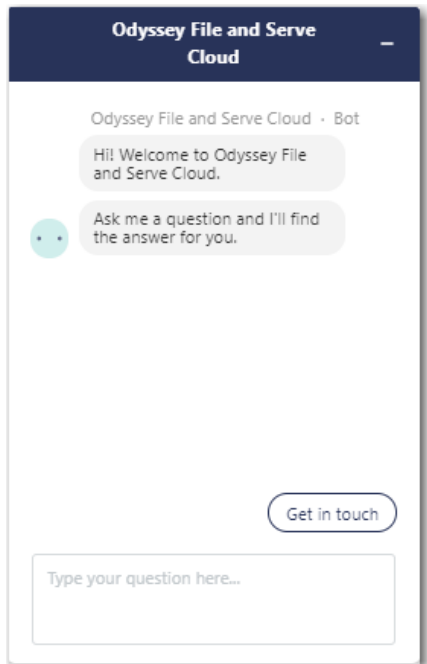 Odyssey File and Serve
Cloud
Odyssey File and Serve Cloud · Bot
Hi! Welcome to Odyssey File
and Serve Cloud.
Ask me a question and I'll find
the answer for you.
Get in touch
Type your question here...